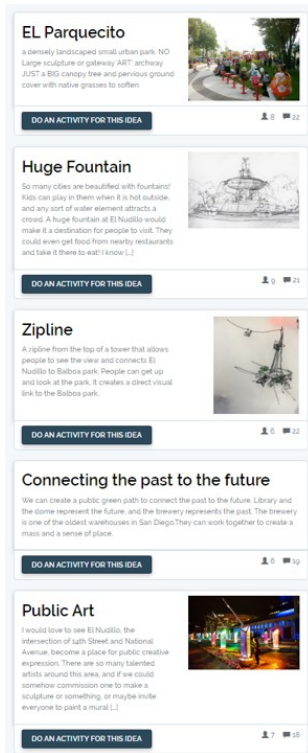 EL Parquecito
a densely landscaped small urban park, NO
Large sculpture or gateway 'ART' archway
JUST a BIG canopy tree and pervious ground
cover with native grasses to soften
DO AN ACTIVITY FOR THIS IDEA
8 22
Huge Fountain
So many cities are beautified with fountains!
Kids can play in them when it is hot outside,
and any sort of water element attracts a
crowd. A huge fountain at El Nudillo would
make it a destination for people to visit. They
could even get food from nearby restaurants
and take it there to eat! I know [...]
DO AN ACTIVITY FOR THIS IDEA
9 21
Zipline
A zipline from the top of a tower that allows
people to see the view and connects El
Nudillo to Balboa park. People can get up
and look at the park. It creates a direct visual
link to the Balboa park.
DO AN ACTIVITY FOR THIS IDEA
6 22
Connecting the past to the future
We can create a public green path to connect the past to the future. Library and
the dome represent the future, and the brewery represents the past. The brewery
is one of the oldest warehouses in San Diego.They can work together to create a
mass and a sense of place.
DO AN ACTIVITY FOR THIS IDEA
6 19
Public Art
I would love to see El Nudillo, the
intersection of 14th Street and National
Avenue, become a place for public creative
expression. There are so many talented
artists around this area, and if we could
somehow commission one to make a
sculpture or something, or maybe invite
everyone to paint a mural [...]
DO AN ACTIVITY FOR THIS IDEA
7 18